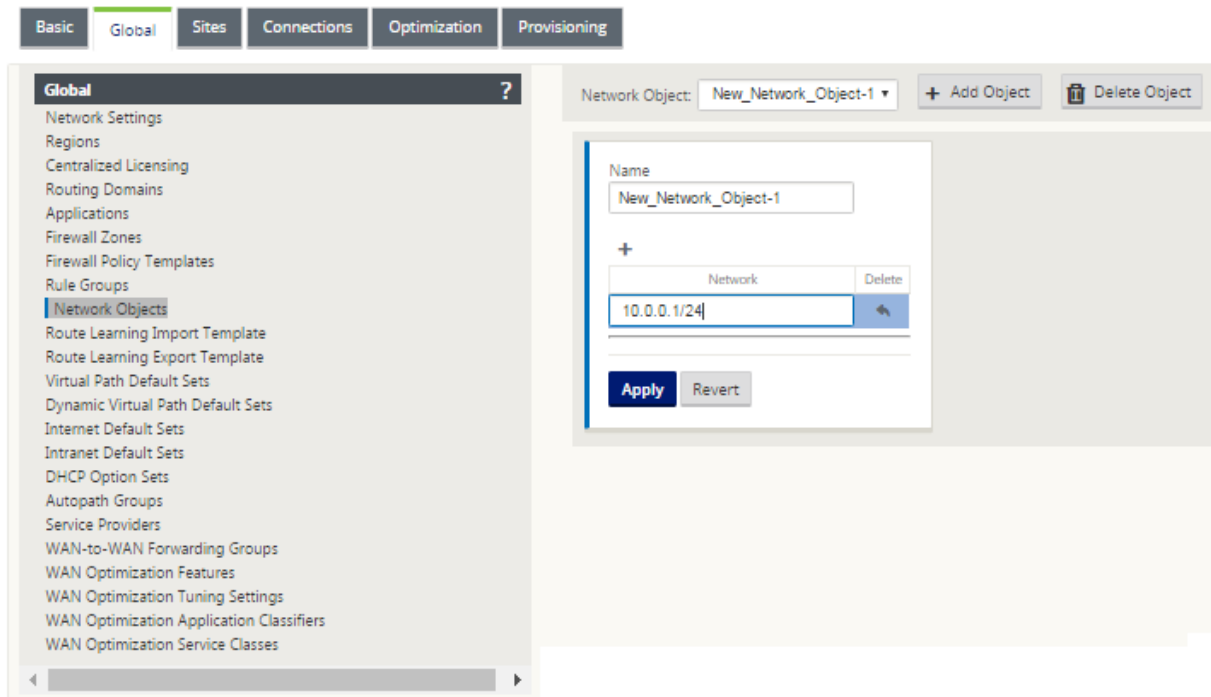 Basic Global Sites Connections Optimization Provisioning
Global ?
Network Settings
Regions
Centralized Licensing
Routing Domains
Applications
Firewall Zones
Firewall Policy Templates
Rule Groups
Network Objects
Route Learning Import Template
Route Learning Export Template
Virtual Path Default Sets
Dynamic Virtual Path Default Sets
Internet Default Sets
Intranet Default Sets
DHCP Option Sets
Autopath Groups
Service Providers
WAN-to-WAN Forwarding Groups
WAN Optimization Features
WAN Optimization Tuning Settings
WAN Optimization Application Classifiers
WAN Optimization Service Classes
Network Object: New_Network_Object-1 + Add Object Delete Object
Name
New_Network_Object-1
+
Network Delete
10.0.0.1/24
Apply Revert